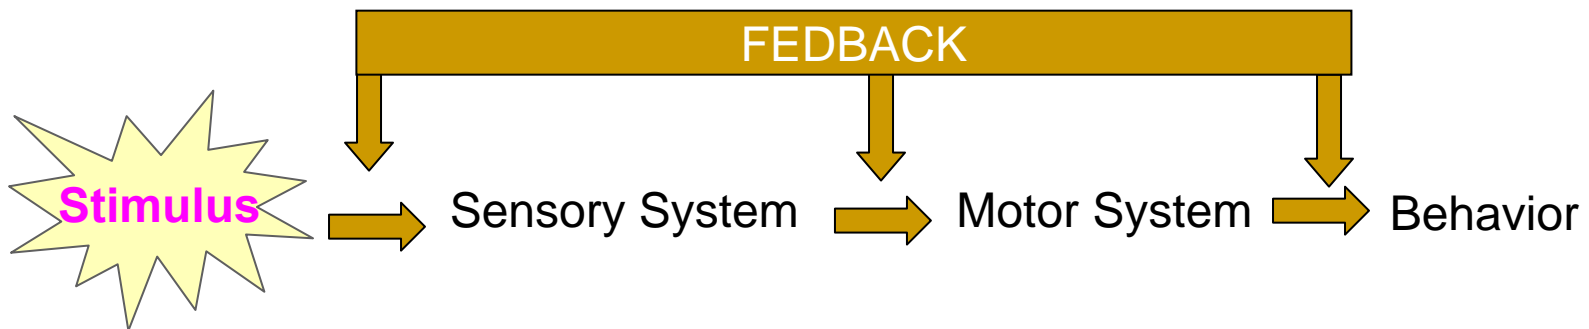 FEDBACK
Stimulus
Sensory System
Motor System
Behavior